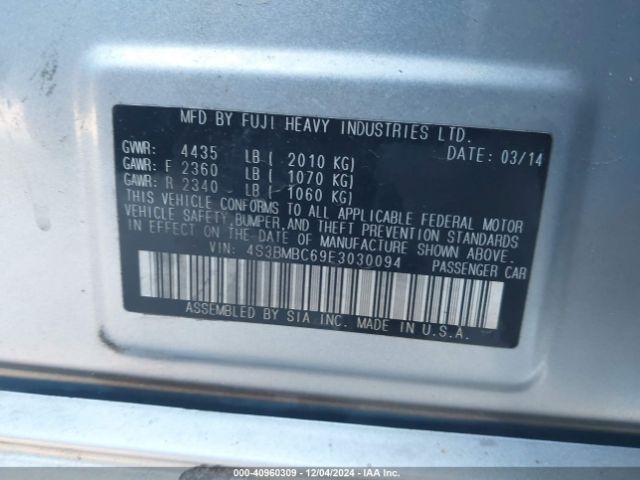 MFD BY FUJI HEAVY INDUSTRIES LTD.
GVWR: 4435 LB ( 2010 KG) DATE: 03/14
GAWR: F 2360 LB ( 1070 KG)
GAWR: R 2340 LB ( 1060 KG)
THIS VEHICLE CONFORMS TO ALL APPLICABLE FEDERAL MOTOR
VEHICLE SAFETY, BUMPER, AND THEFT PREVENTION STANDARDS
IN EFFECT ON THE DATE OF MANUFACTURE SHOWN ABOVE.
VIN: 4S3BMBC69E3030094 PASSENGER CAR
ASSEMBLED BY SIA INC. MADE IN U.S.A.
000-40960309 - 12/04/2024 - IAAI.COM